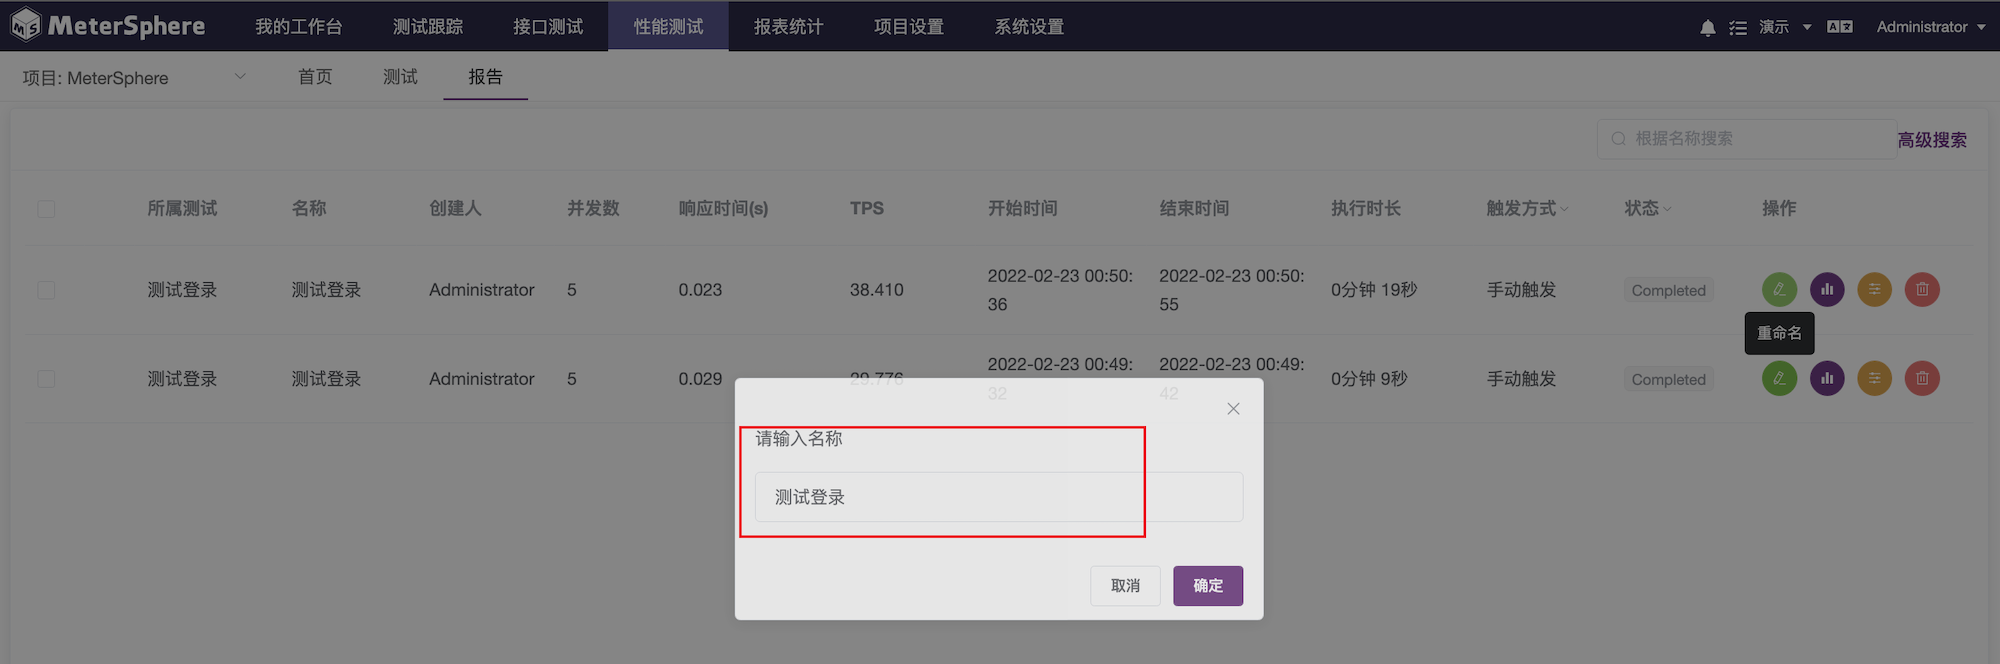 MeterSphere 我的工作台 测试跟踪 接口测试 性能测试 报表统计 项目设置 系统设置 演示 Administrator
项目: MeterSphere 首页 测试 报告
根据名称搜索 高级搜索
所属测试 名称 创建人 并发数 响应时间(s) TPS 开始时间 结束时间 执行时长 触发方式 状态 操作
测试登录 测试登录 Administrator 5 0.023 38.410 2022-02-23 00:50:36 2022-02-23 00:50:55 0分钟 19秒 手动触发 Completed
重命名
测试登录 测试登录 Administrator 5 0.029 29.776 2022-02-23 00:49:32 2022-02-23 00:49:42 0分钟 9秒 手动触发 Completed
请输入名称
测试登录
取消 确定